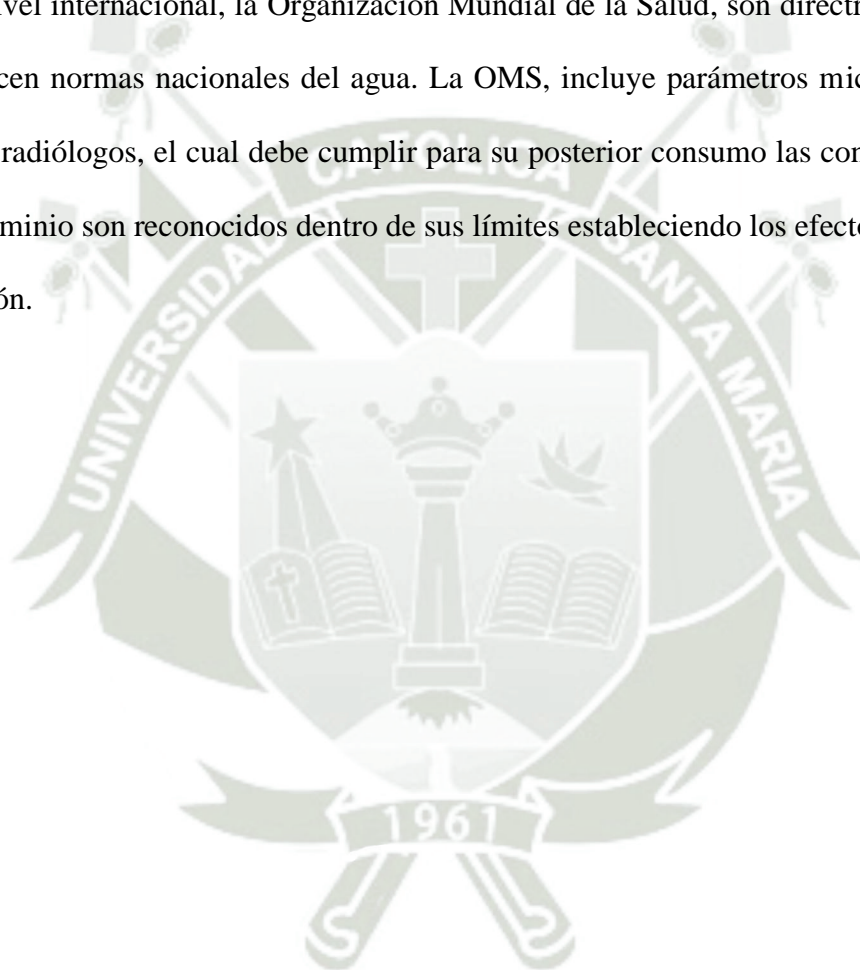 vel internacional, la Organización Mundial de la Salud, son directr
cen normas nacionales del agua. La OMS, incluye parámetros mic
radiólogos, el cual debe cumplir para su posterior consumo las con
minio son reconocidos dentro de sus límites estableciendo los efecto
ón.
UNIVERSIDAD CATOLICA SANTA MARIA
1961